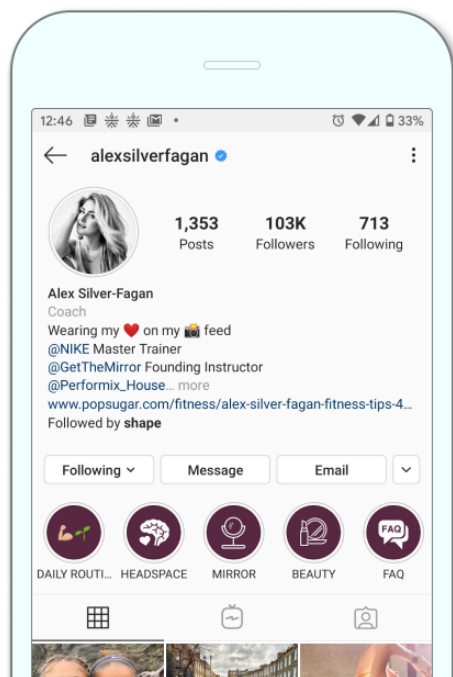 12:46
33%
alexsilverfagan
1,353 103K 713
Posts Followers Following
Alex Silver-Fagan
Coach
Wearing my ❤️ on my 📸 feed
@NIKE Master Trainer
@GetTheMirror Founding Instructor
@Performix_House... more
www.popsugar.com/fitness/alex-silver-fagan-fitness-tips-4...
Followed by shape
Following Message Email
FAQ
DAILY ROUTI... HEADSPACE MIRROR BEAUTY FAQ